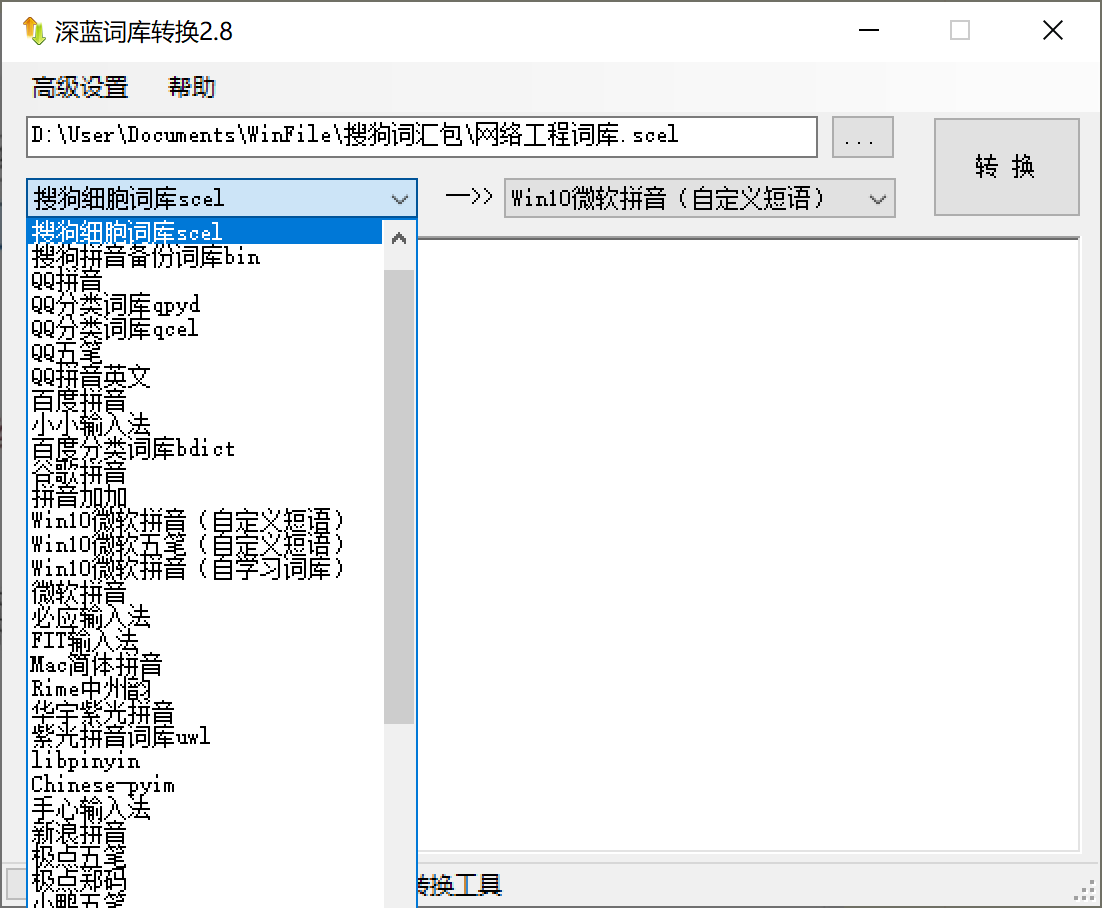 深蓝词库转换2.8
高级设置 帮助
D:\User\Documents\WinFile\搜狗词汇包\网络工程词库.scel ...
转 换
搜狗细胞词库scel —>> Win10微软拼音（自定义短语）
搜狗细胞词库scel
搜狗拼音备份词库bin
QQ拼音
QQ分类词库qpyd
QQ分类词库qcel
QQ五笔
QQ拼音英文
百度拼音
小小输入法
百度分类词库bdict
谷歌拼音
拼音加加
Win10微软拼音（自定义短语）
Win10微软五笔（自定义短语）
Win10微软拼音（自学习词库）
微软拼音
必应输入法
FIT输入法
Mac简体拼音
Rime中州韵
华宇紫光拼音
紫光拼音词库uwl
libpinyin
Chinese-pyim
手心输入法
新浪拼音
极点五笔
极点郑码
小鸭五笔
转换工具